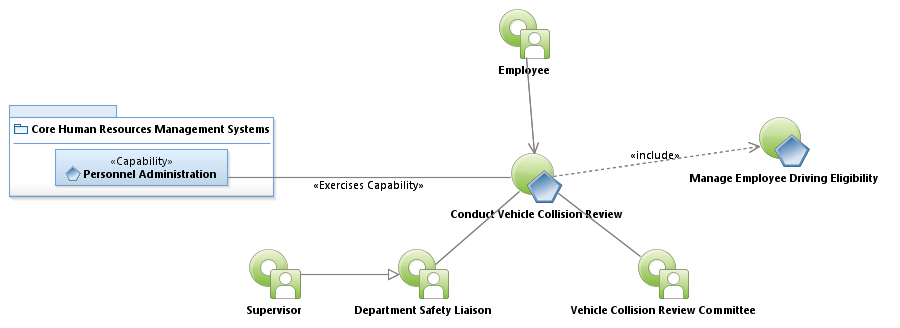 Employee
Core Human Resources Management Systems
«Capability»
Personnel Administration
«include»
Manage Employee Driving Eligibility
«Exercises Capability»
Conduct Vehicle Collision Review
Supervisor
Department Safety Liaison
Vehicle Collision Review Committee